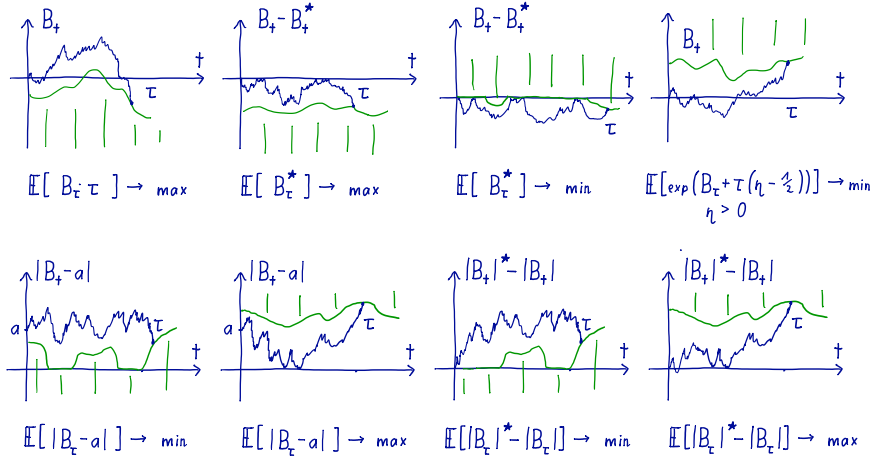 B_t
t
τ
𝔼[ B_τ · τ ] → max
B_t - B_t^*
t
τ
𝔼[ B_τ^* ] → max
B_t - B_t^*
t
τ
𝔼[ B_τ^* ] → min
B_t
t
τ
𝔼[exp(B_τ + τ(η - 1/2))] → min
η > 0
|B_t - a|
a
t
τ
𝔼[ |B_τ - a| ] → min
|B_t - a|
a
t
τ
𝔼[ |B_τ - a| ] → max
|B_t|^* - |B_t|
t
τ
𝔼[|B_τ|^* - |B_τ|] → min
|B_t|^* - |B_t|
t
τ
𝔼[|B_τ|^* - |B_τ|] → max